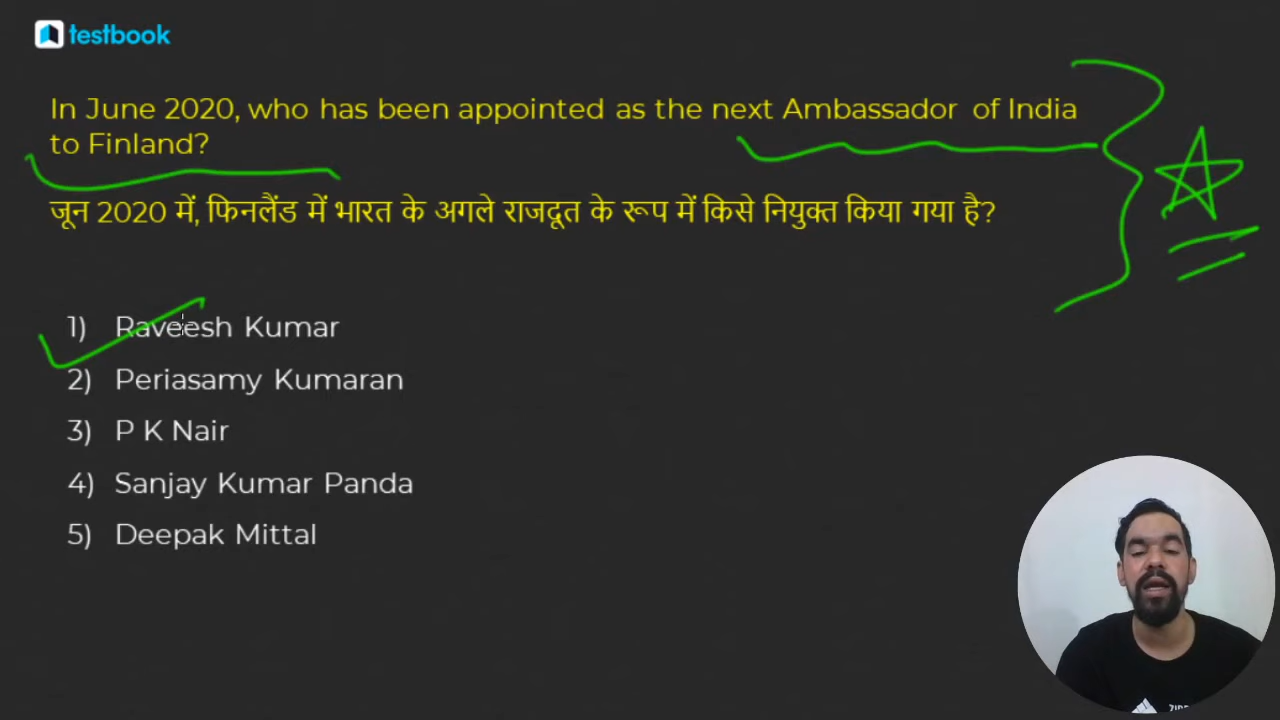 testbook
In June 2020, who has been appointed as the next Ambassador of India
to Finland?
जून 2020 में, फिनलैंड में भारत के अगले राजदूत के रूप में किसे नियुक्त किया गया है?
1) Raveesh Kumar
2) Periasamy Kumaran
3) P K Nair
4) Sanjay Kumar Panda
5) Deepak Mittal